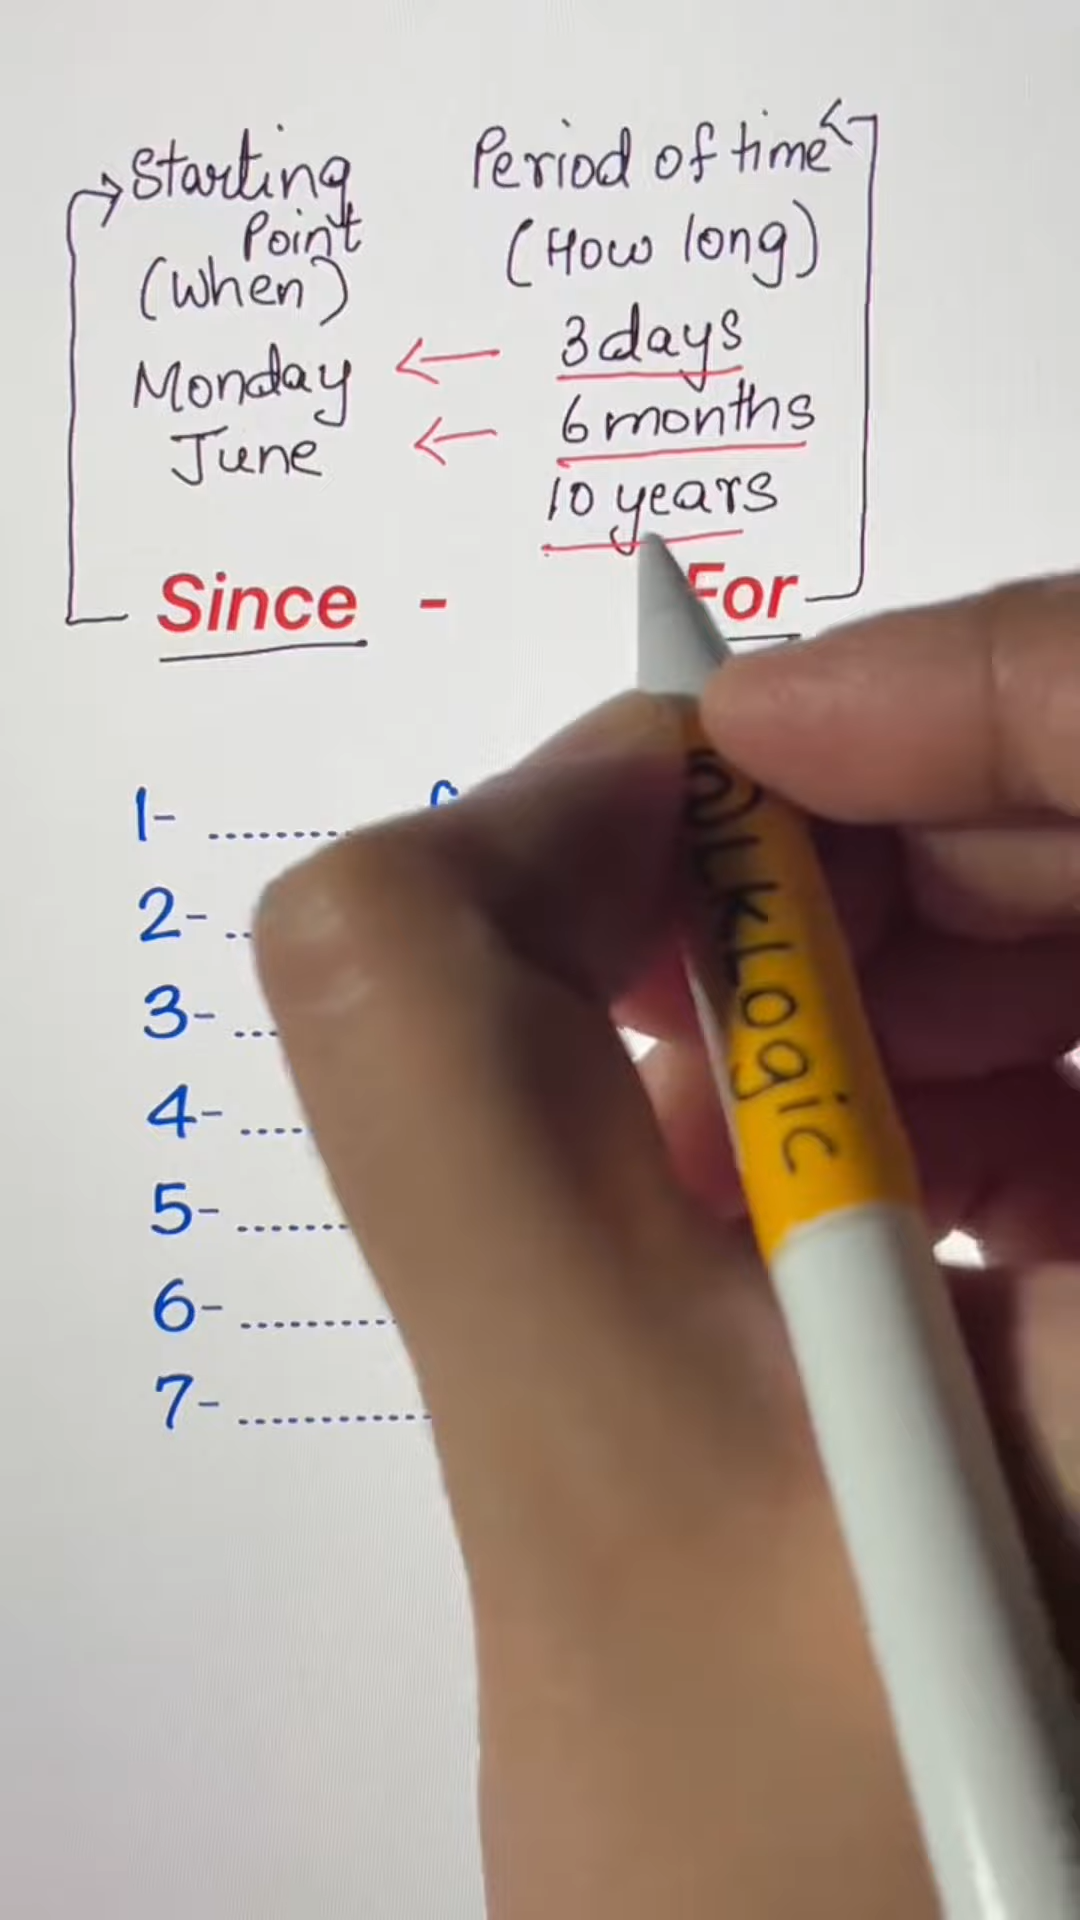 Starting
Point
(When)
Monday
June
Period of time
(How long)
3 days
6 months
10 years
Since - For
1- ............
2- ..
3- ...
4- ....
5- .......
6- ..........
7- ............
@LkLogic